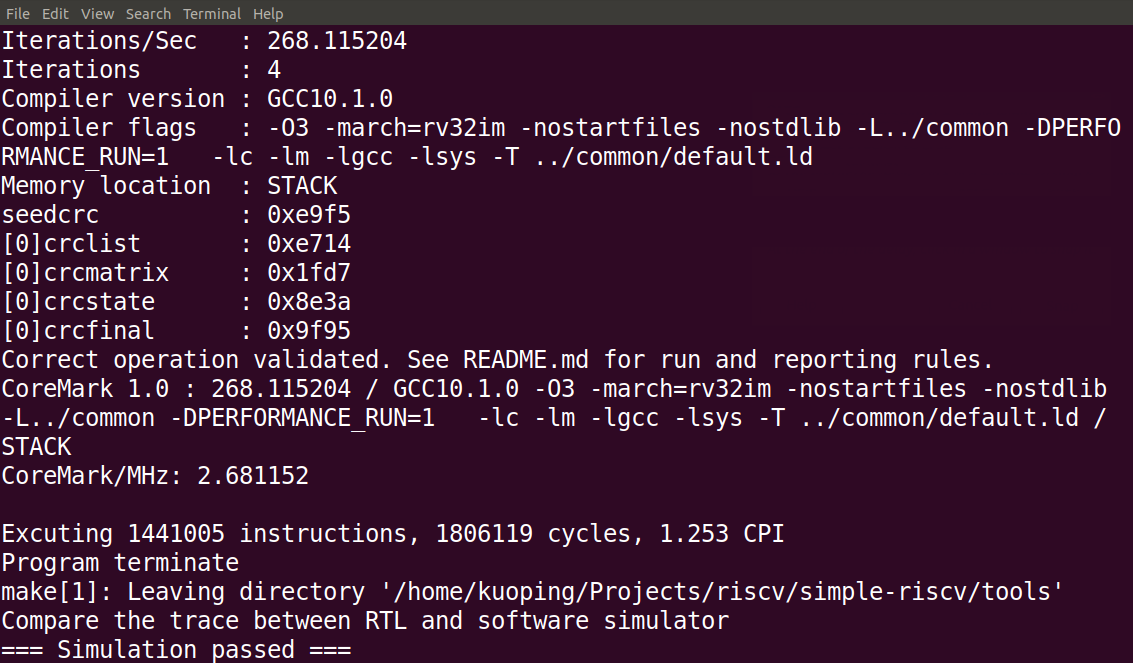 File Edit View Search Terminal Help
Iterations/Sec   : 268.115204
Iterations       : 4
Compiler version : GCC10.1.0
Compiler flags   : -O3 -march=rv32im -nostartfiles -nostdlib -L../common -DPERFO
RMANCE_RUN=1   -lc -lm -lgcc -lsys -T ../common/default.ld
Memory location  : STACK
seedcrc          : 0xe9f5
[0]crclist       : 0xe714
[0]crcmatrix     : 0x1fd7
[0]crcstate      : 0x8e3a
[0]crcfinal      : 0x9f95
Correct operation validated. See README.md for run and reporting rules.
CoreMark 1.0 : 268.115204 / GCC10.1.0 -O3 -march=rv32im -nostartfiles -nostdlib
-L../common -DPERFORMANCE_RUN=1   -lc -lm -lgcc -lsys -T ../common/default.ld /
STACK
CoreMark/MHz: 2.681152
Excuting 1441005 instructions, 1806119 cycles, 1.253 CPI
Program terminate
make[1]: Leaving directory '/home/kuoping/Projects/riscv/simple-riscv/tools'
Compare the trace between RTL and software simulator
=== Simulation passed ===